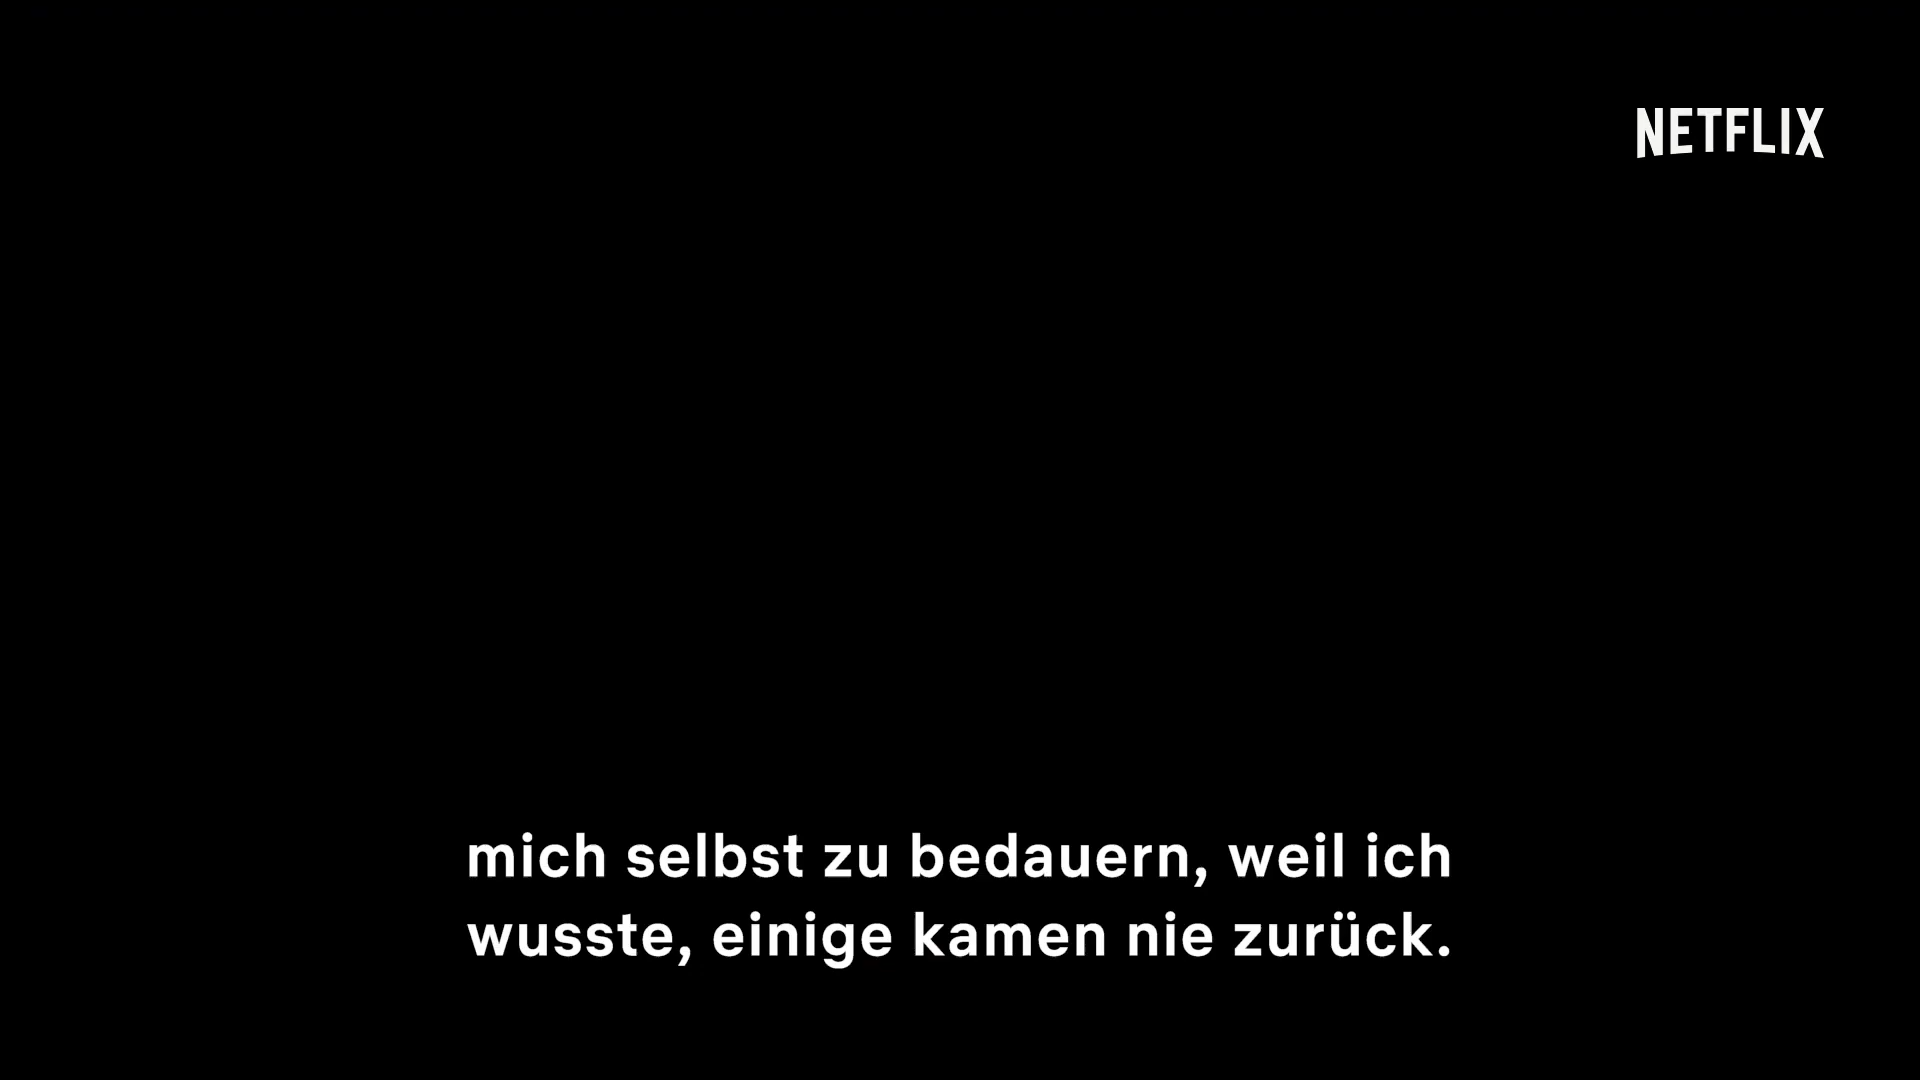 NETFLIX
mich selbst zu bedauern, weil ich
wusste, einige kamen nie zurück.